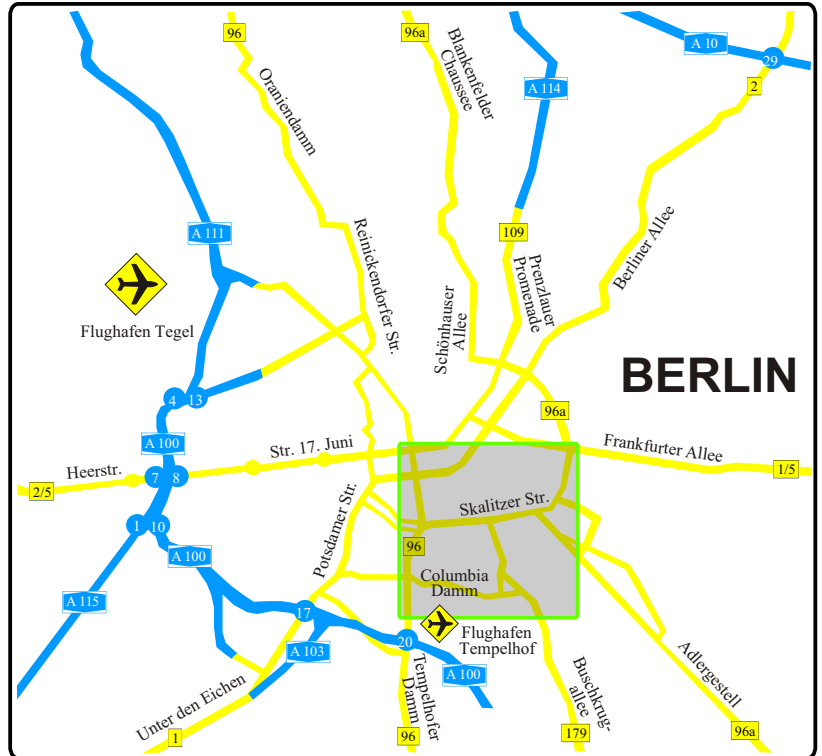 96
96a
A 10
29
2
Blankenfelder
Chaussee
A 114
Oraniendamm
A 111
109
Reinickendorfer Str.
Prenzlauer
Promenade
Berliner Allee
Flughafen Tegel
Schönhauser
Allee
BERLIN
4
13
96a
A 100
Str. 17. Juni
Frankfurter Allee
Heerstr.
7
8
1/5
2/5
Potsdamer Str.
Skalitzer Str.
1
10
96
A 100
Columbia
Damm
A 115
17
20
Flughafen
Tempelhof
A 103
A 100
Tempelhofer
Damm
Buschkrug-
allee
Adlergestell
Unter den Eichen
1
96
179
96a